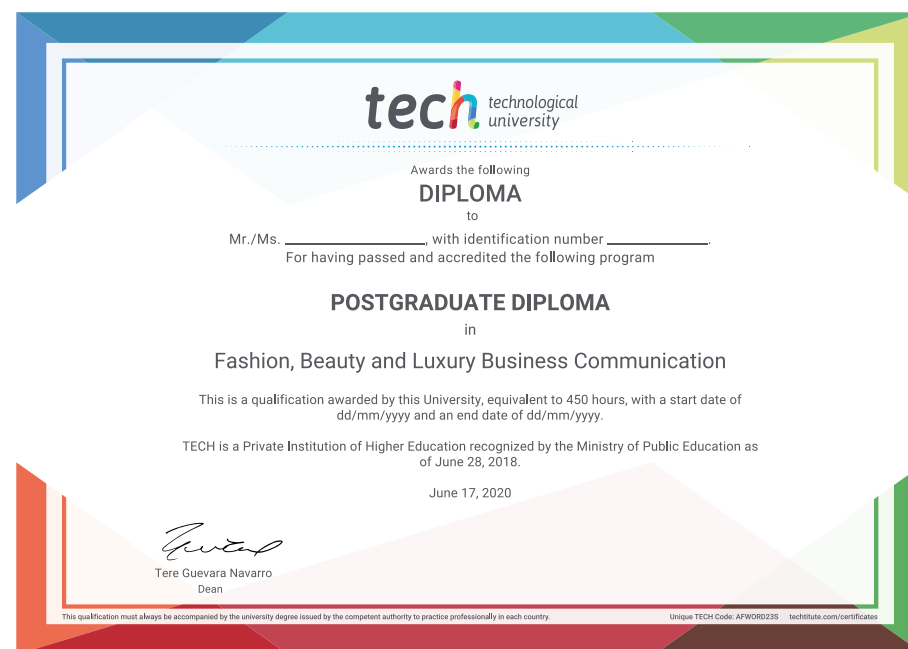 tech technological
university
Awards the following
DIPLOMA
to
Mr./Ms. ____________, with identification number ____________.
For having passed and accredited the following program
POSTGRADUATE DIPLOMA
in
Fashion, Beauty and Luxury Business Communication
This is a qualification awarded by this University, equivalent to 450 hours, with a start date of
dd/mm/yyyy and an end date of dd/mm/yyyy.
TECH is a Private Institution of Higher Education recognized by the Ministry of Public Education as
of June 28, 2018.
June 17, 2020
Tere Guevara Navarro
Dean
This qualification must always be accompanied by the university degree issued by the competent authority to practice professionally in each country. Unique TECH Code: AFWORD23S techtitute.com/certificates